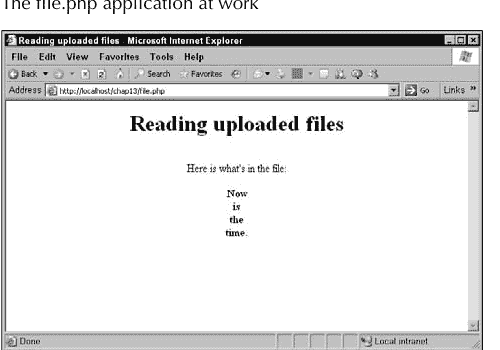 The file.php application at work
Reading uploaded files - Microsoft Internet Explorer
File Edit View Favorites Tools Help
Back Search Favorites
Address http://localhost/chap13/file.php Go Links »
Reading uploaded files
Here is what's in the file:
Now
is
the
time.
Done Local intranet